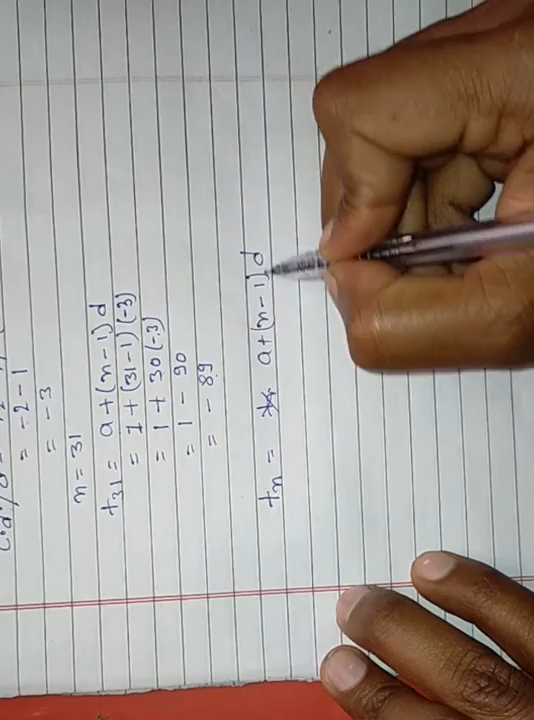 = -2-1
= -3
n = 31
t31 = a+(n-1)d
= 1+(31-1)(-3)
= 1+30(-3)
= 1-90
= -89
tn = a+(n-1)d